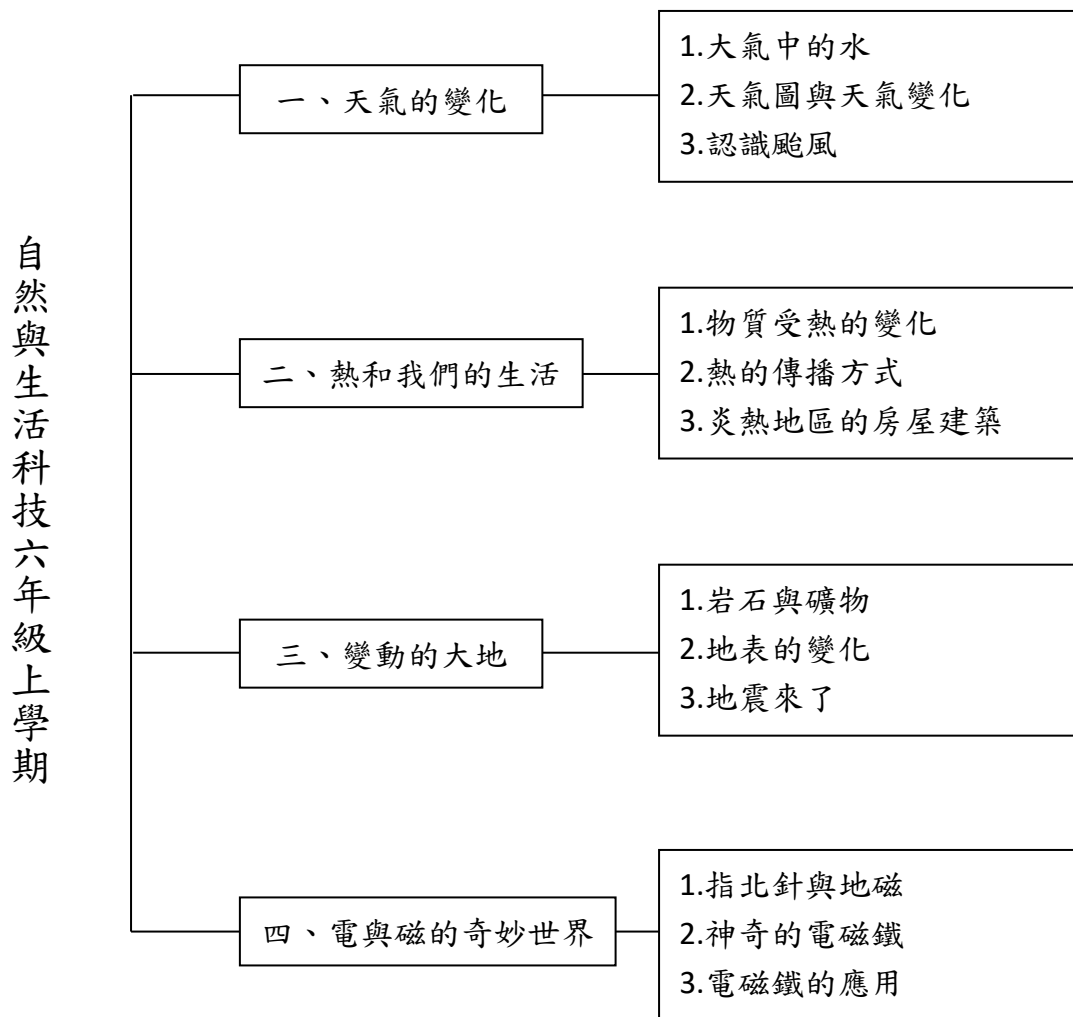 自然與生活科技六年級上學期
一、天氣的變化
1.大氣中的水
2.天氣圖與天氣變化
3.認識颱風
二、熱和我們的生活
1.物質受熱的變化
2.熱的傳播方式
3.炎熱地區的房屋建築
三、變動的大地
1.岩石與礦物
2.地表的變化
3.地震來了
四、電與磁的奇妙世界
1.指北針與地磁
2.神奇的電磁鐵
3.電磁鐵的應用